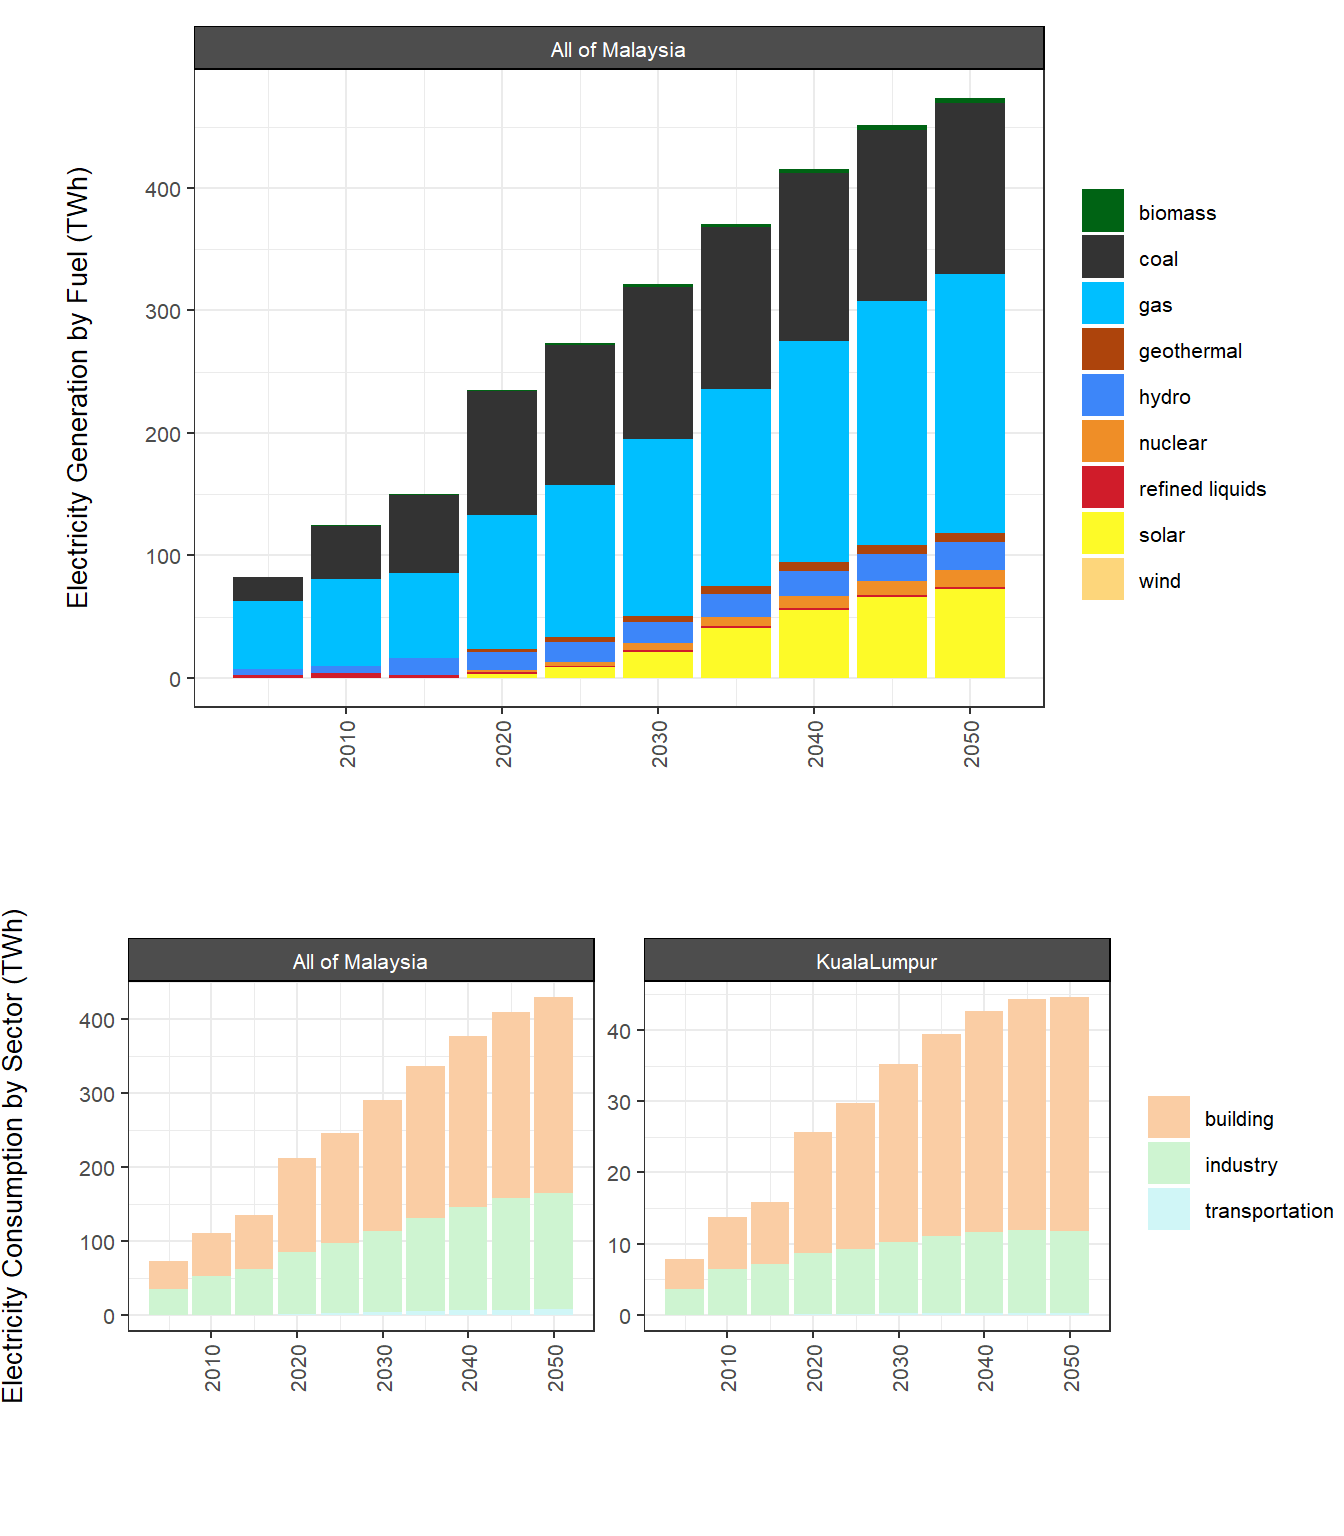 All of Malaysia
Electricity Generation by Fuel (TWh)
400
300
200
100
0
2010
2020
2030
2040
2050
biomass
coal
gas
geothermal
hydro
nuclear
refined liquids
solar
wind
Electricity Consumption by Sector (TWh)
All of Malaysia
400
300
200
100
0
2010
2020
2030
2040
2050
KualaLumpur
40
30
20
10
0
2010
2020
2030
2040
2050
building
industry
transportation